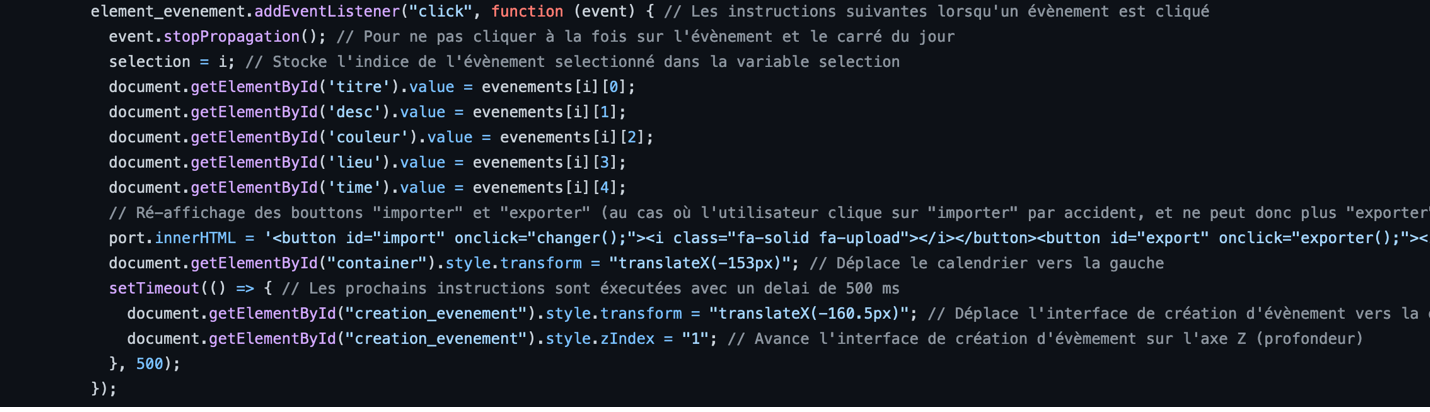 element_evenement.addEventListener("click", function (event) { // Les instructions suivantes lorsqu'un évènement est cliqué
event.stopPropagation(); // Pour ne pas cliquer à la fois sur l'évènement et le carré du jour
selection = i; // Stocke l'indice de l'évènement selectionné dans la variable selection
document.getElementById('titre').value = evenements[i][0];
document.getElementById('desc').value = evenements[i][1];
document.getElementById('couleur').value = evenements[i][2];
document.getElementById('lieu').value = evenements[i][3];
document.getElementById('time').value = evenements[i][4];
// Ré-affichage des bouttons "importer" et "exporter" (au cas où l'utilisateur clique sur "importer" par accident, et ne peut donc plus "exporter"
port.innerHTML = '<button id="import" onclick="changer();"><i class="fa-solid fa-upload"></i></button><button id="export" onclick="exporter();"><
document.getElementById("container").style.transform = "translateX(-153px)"; // Déplace le calendrier vers la gauche
setTimeout(() => { // Les prochains instructions sont éxecutées avec un delai de 500 ms
document.getElementById("creation_evenement").style.transform = "translateX(-160.5px)"; // Déplace l'interface de création d'évènement vers la
document.getElementById("creation_evenement").style.zIndex = "1"; // Avance l'interface de création d'évèmement sur l'axe Z (profondeur)
}, 500);
});